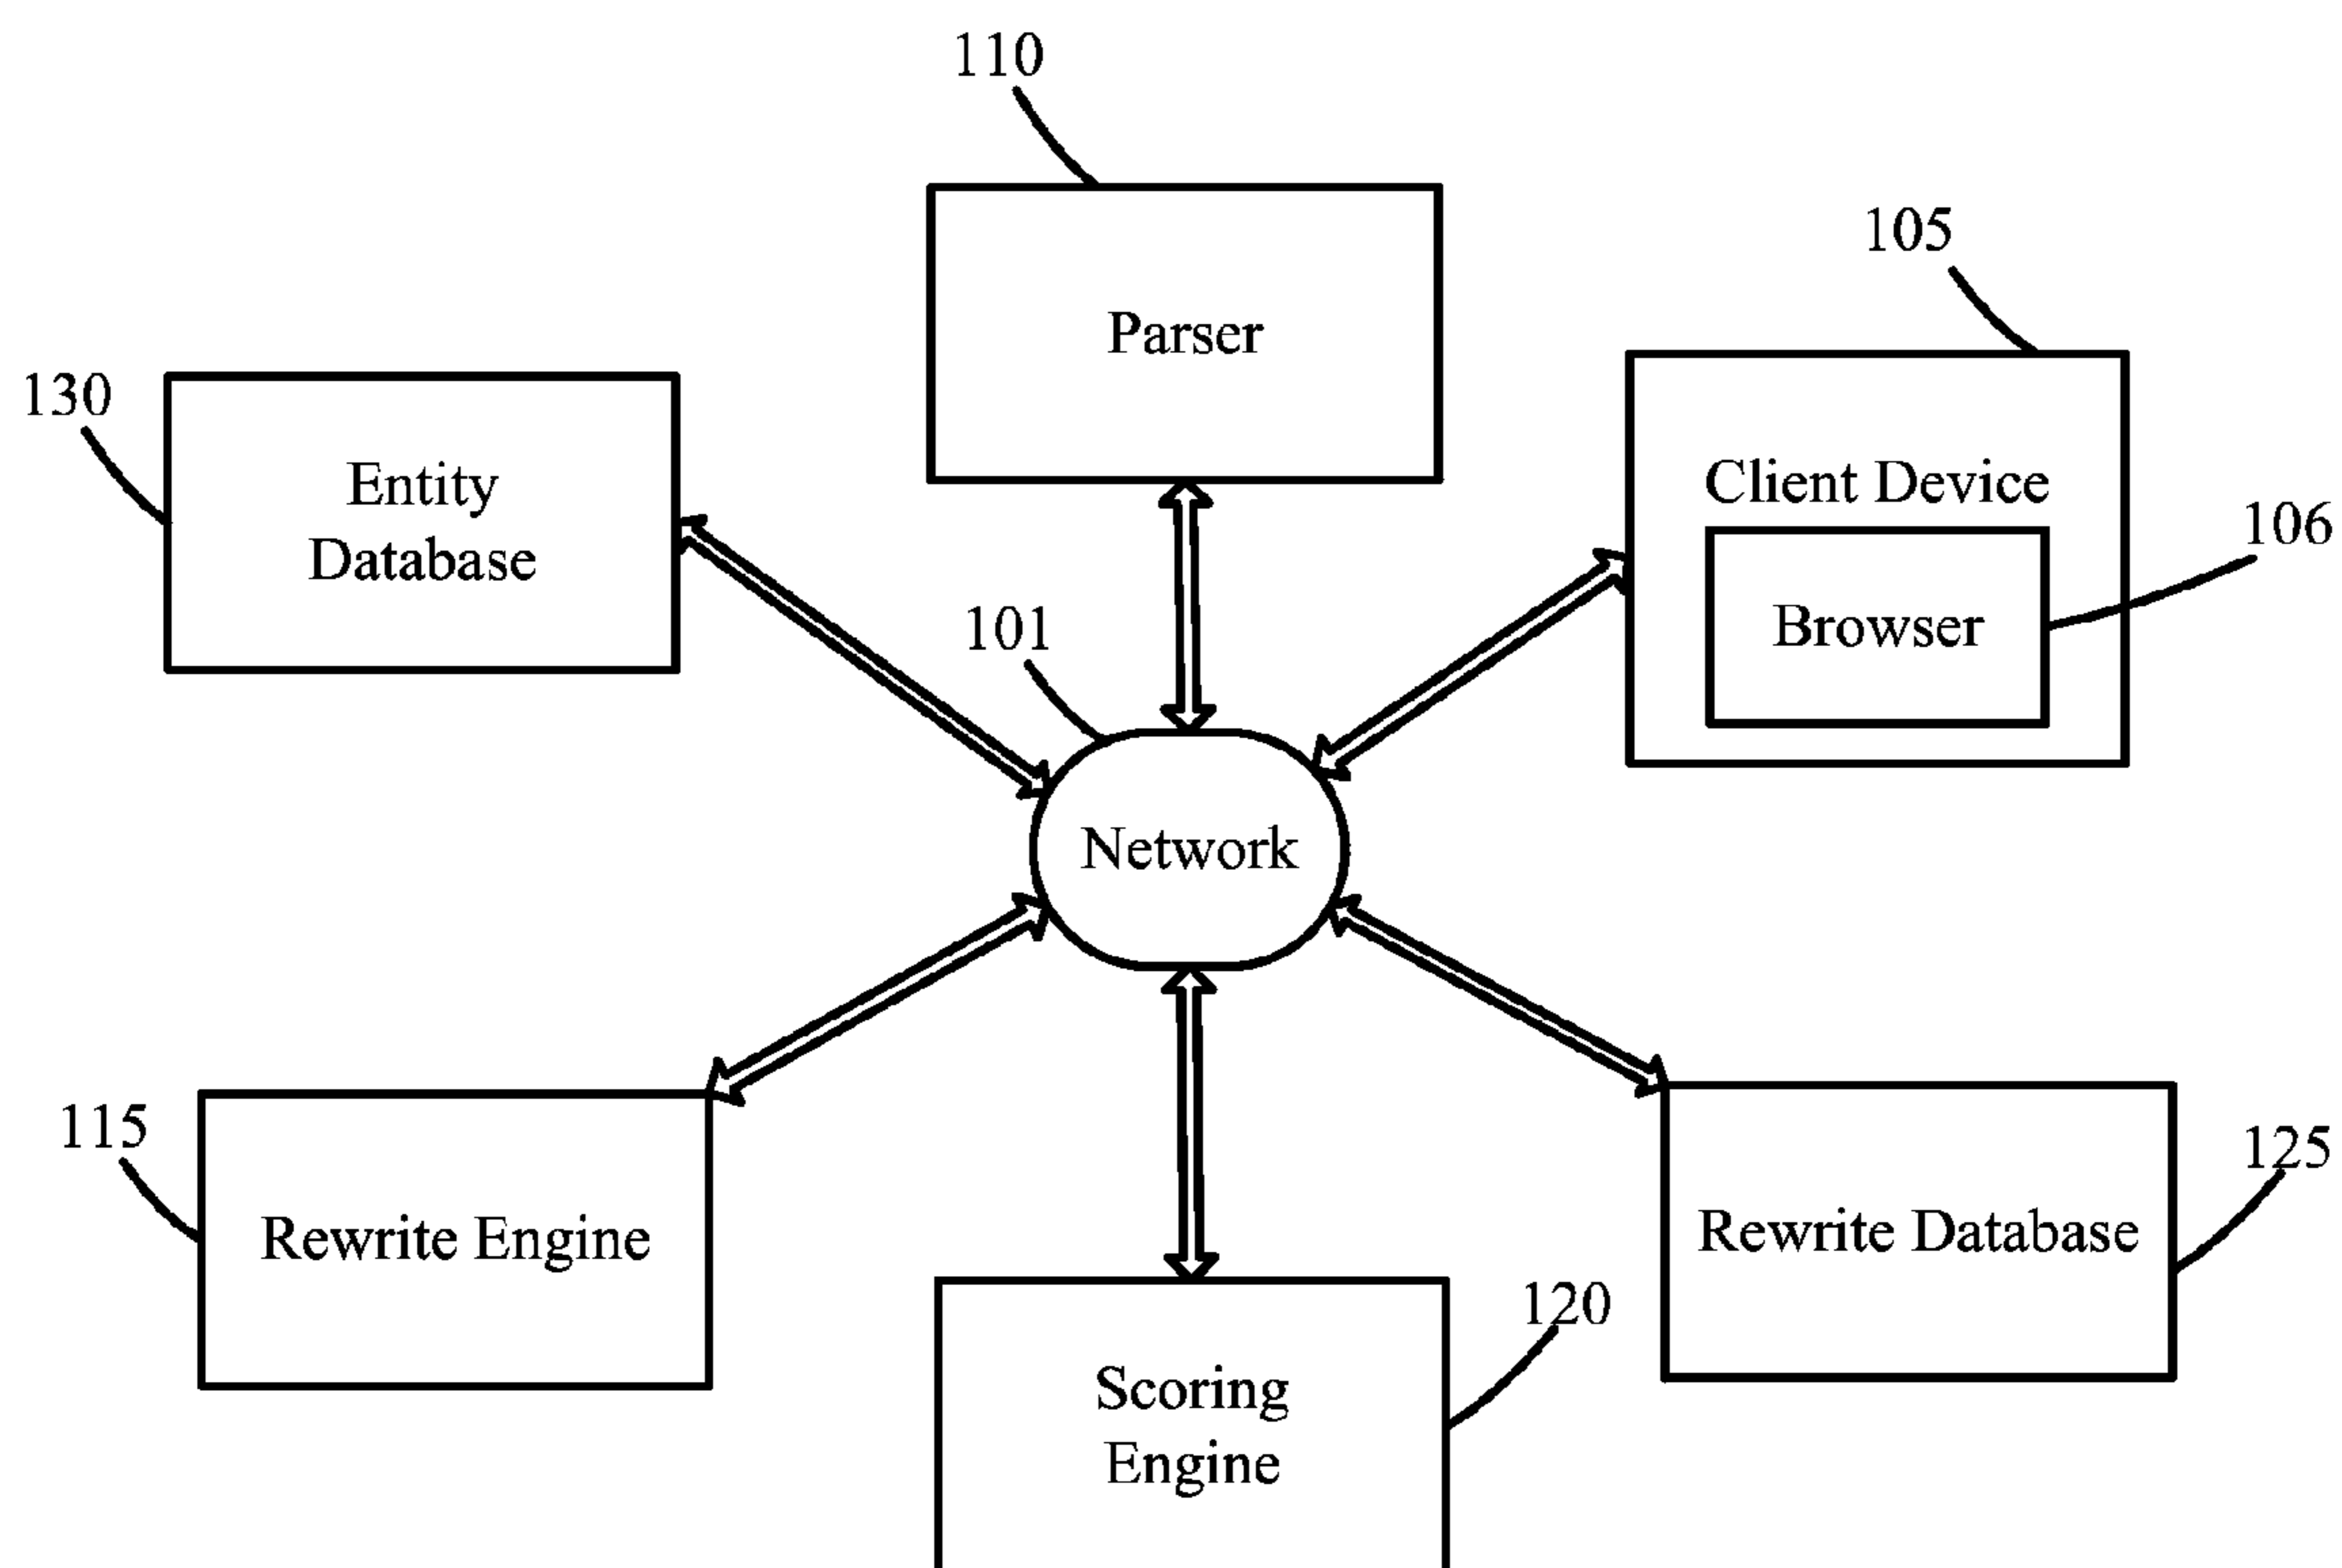 110
Parser
105
Client Device
106
Browser
130
Entity
Database
101
Network
115
Rewrite Engine
125
Rewrite Database
120
Scoring
Engine